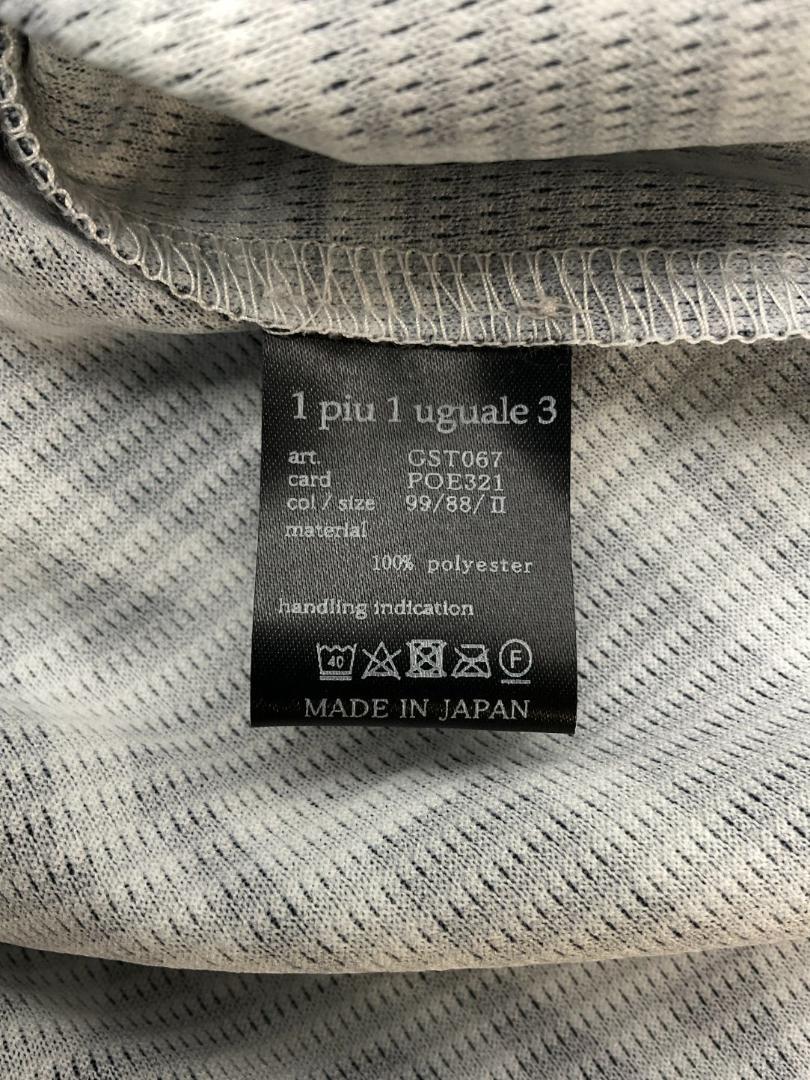 1 piu 1 uguale 3
art. GST067
card POE321
col / size 99/88/II
material
100% polyester
handling indication
40 F
MADE IN JAPAN